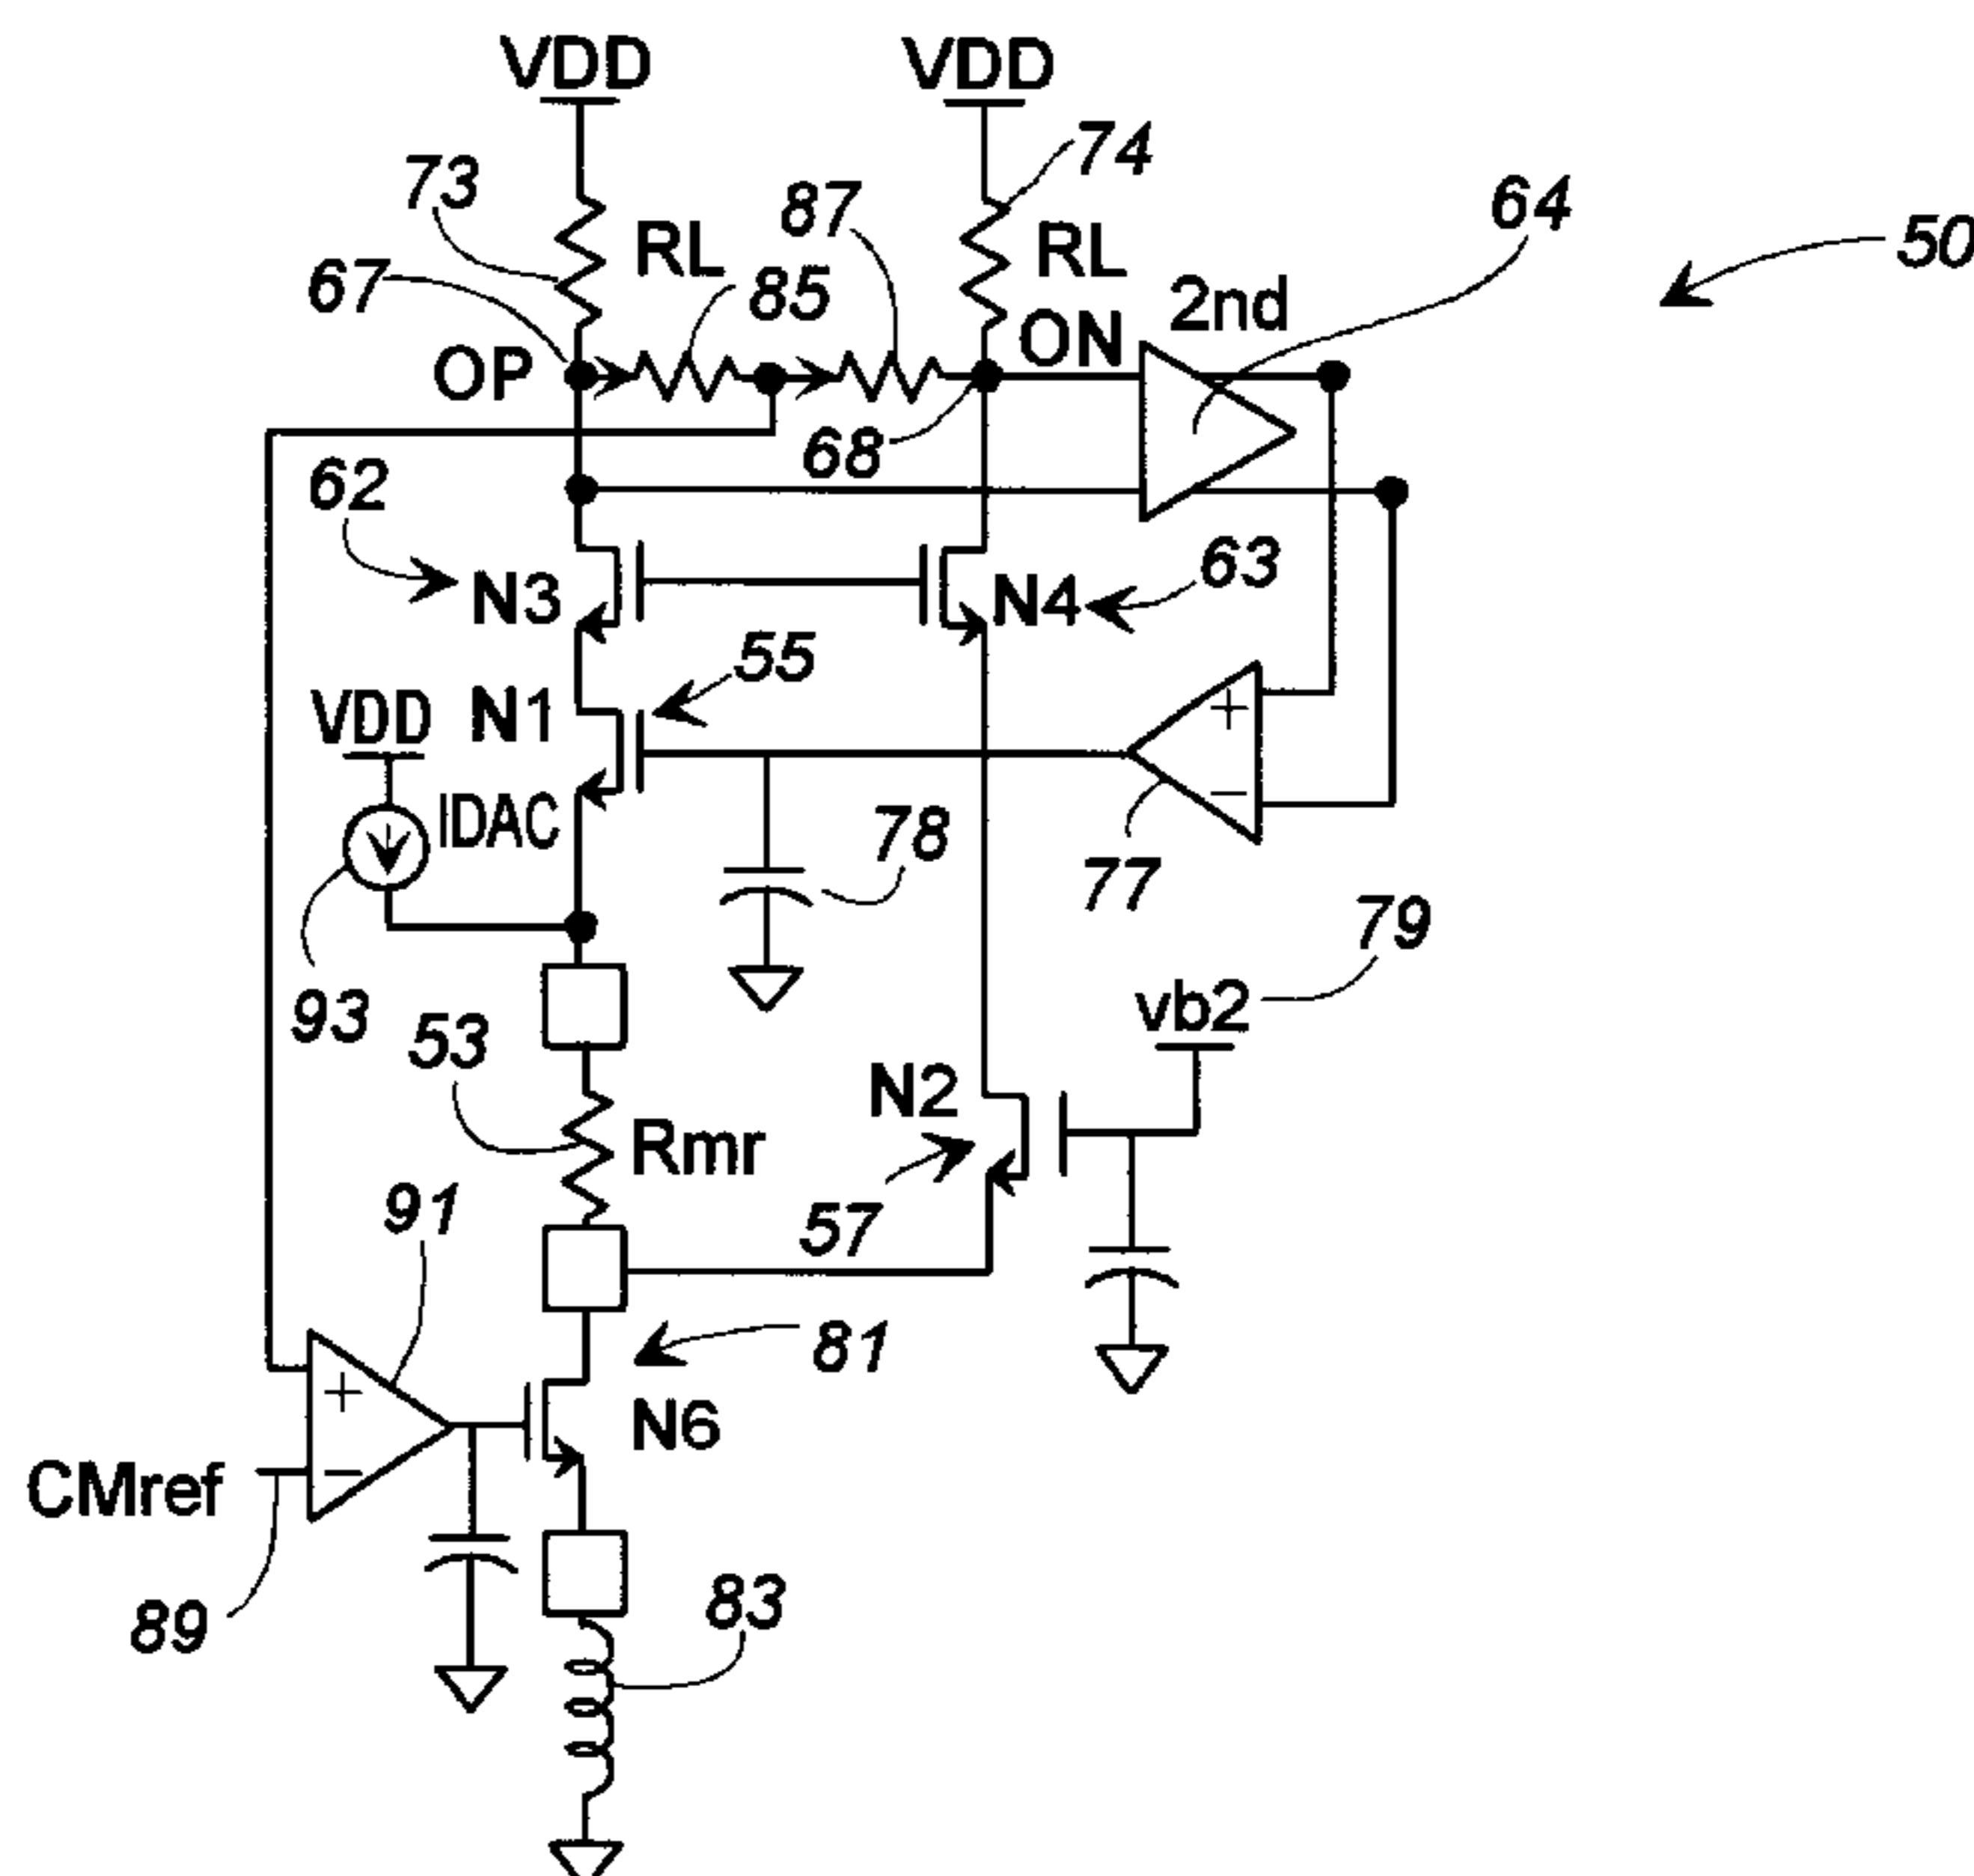 VDD VDD
73 74
87 64
67 RL 85 RL 50
2nd
OP ON
68
62
N3 N4 63
55
VDD N1
+
IDAC 78 −
77
93 53 79
vb2
N2
Rmr
91 57
81
+
N6
CMref −
89 83